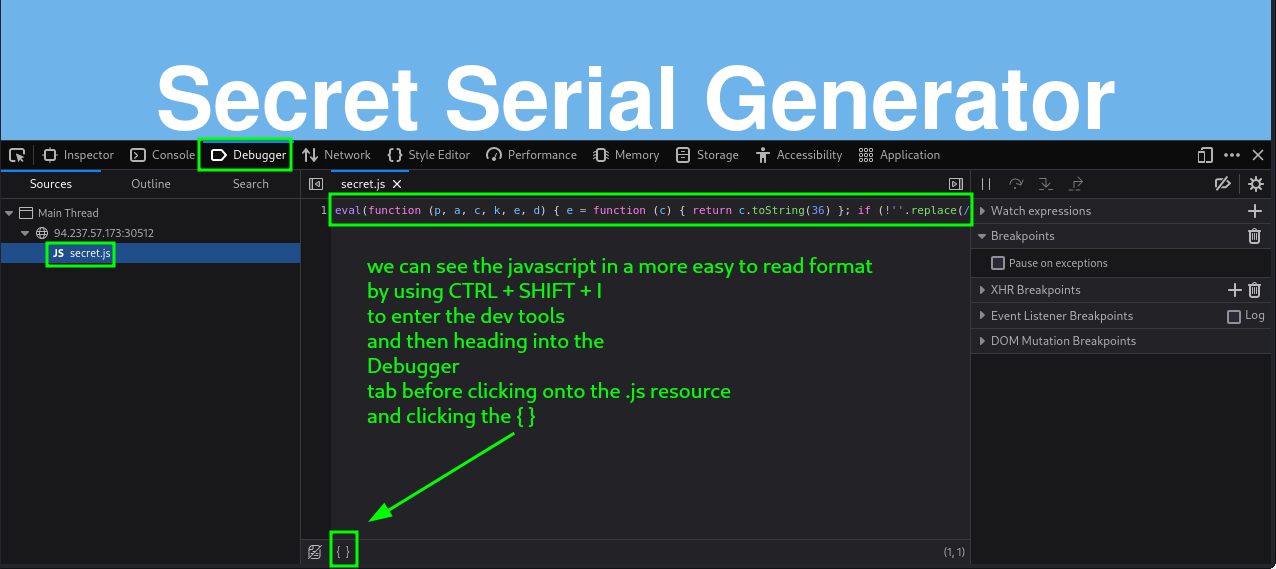 Secret Serial Generator
Inspector Console Debugger Network Style Editor Performance Memory Storage Accessibility Application
Sources Outline Search
secret.js
Main Thread
94.237.57.173:30512
JS secret.js
1 eval(function (p, a, c, k, e, d) { e = function (c) { return c.toString(36) }; if (!''.replace(/
we can see the javascript in a more easy to read format
by using CTRL + SHIFT + I
to enter the dev tools
and then heading into the
Debugger
tab before clicking onto the .js resource
and clicking the { }
{ }
(1, 1)
Watch expressions
Breakpoints
Pause on exceptions
XHR Breakpoints
Event Listener Breakpoints Log
DOM Mutation Breakpoints